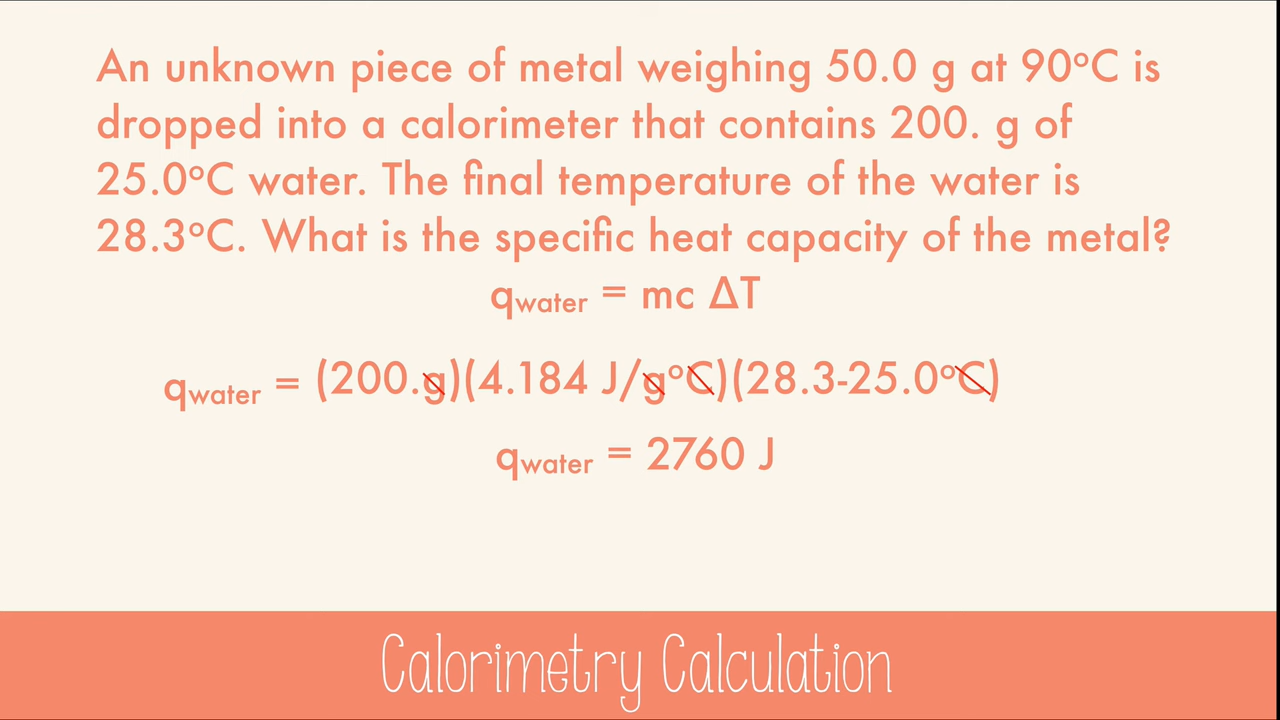 An unknown piece of metal weighing 50.0 g at 90°C is
dropped into a calorimeter that contains 200. g of
25.0°C water. The final temperature of the water is
28.3°C. What is the specific heat capacity of the metal?
qwater = mc ΔT
qwater = (200.g)(4.184 J/g°C)(28.3-25.0°C)
qwater = 2760 J
Calorimetry Calculation